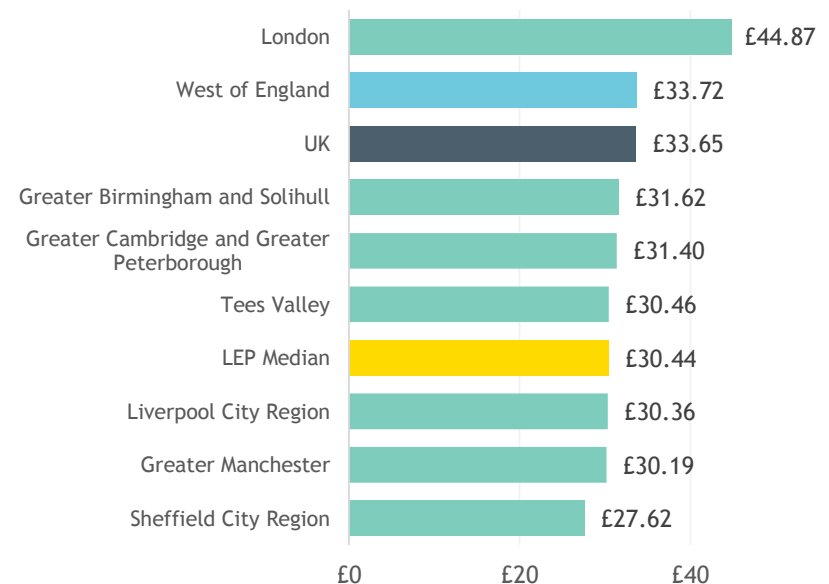 London £44.87
West of England £33.72
UK £33.65
Greater Birmingham and Solihull £31.62
Greater Cambridge and Greater
Peterborough £31.40
Tees Valley £30.46
LEP Median £30.44
Liverpool City Region £30.36
Greater Manchester £30.19
Sheffield City Region £27.62
£0 £20 £40